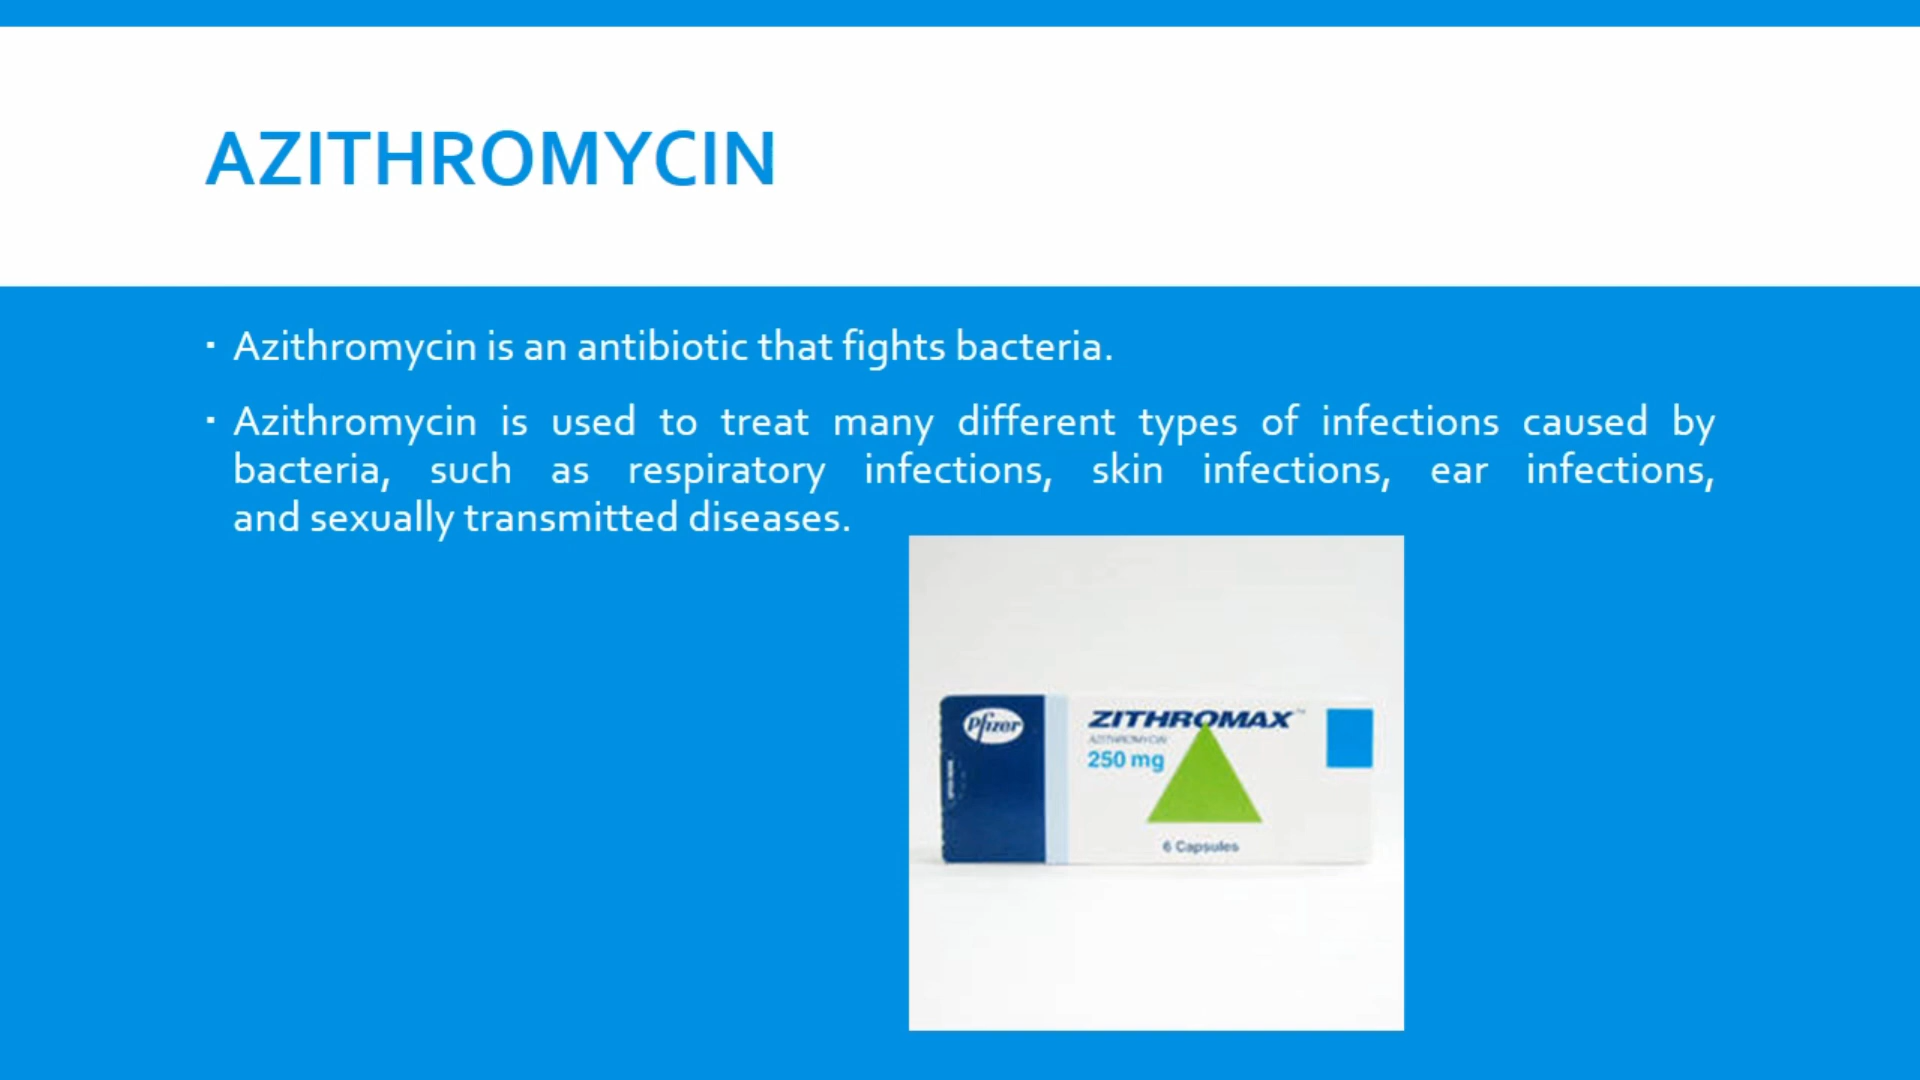 AZITHROMYCIN
▪ Azithromycin is an antibiotic that fights bacteria.
▪ Azithromycin is used to treat many different types of infections caused by
bacteria, such as respiratory infections, skin infections, ear infections,
and sexually transmitted diseases.
Pfizer
ZITHROMAX™
AZITHROMYCIN
250 mg
6 Capsules